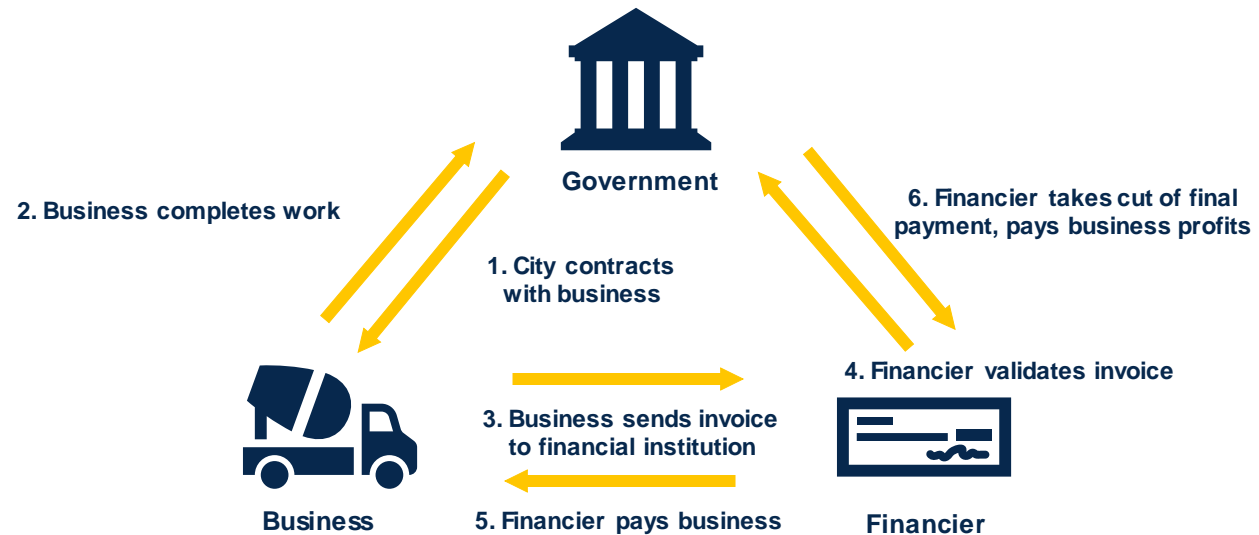 Government
2. Business completes work
6. Financier takes cut of final
payment, pays business profits
1. City contracts
with business
4. Financier validates invoice
3. Business sends invoice
to financial institution
Business
5. Financier pays business
Financier